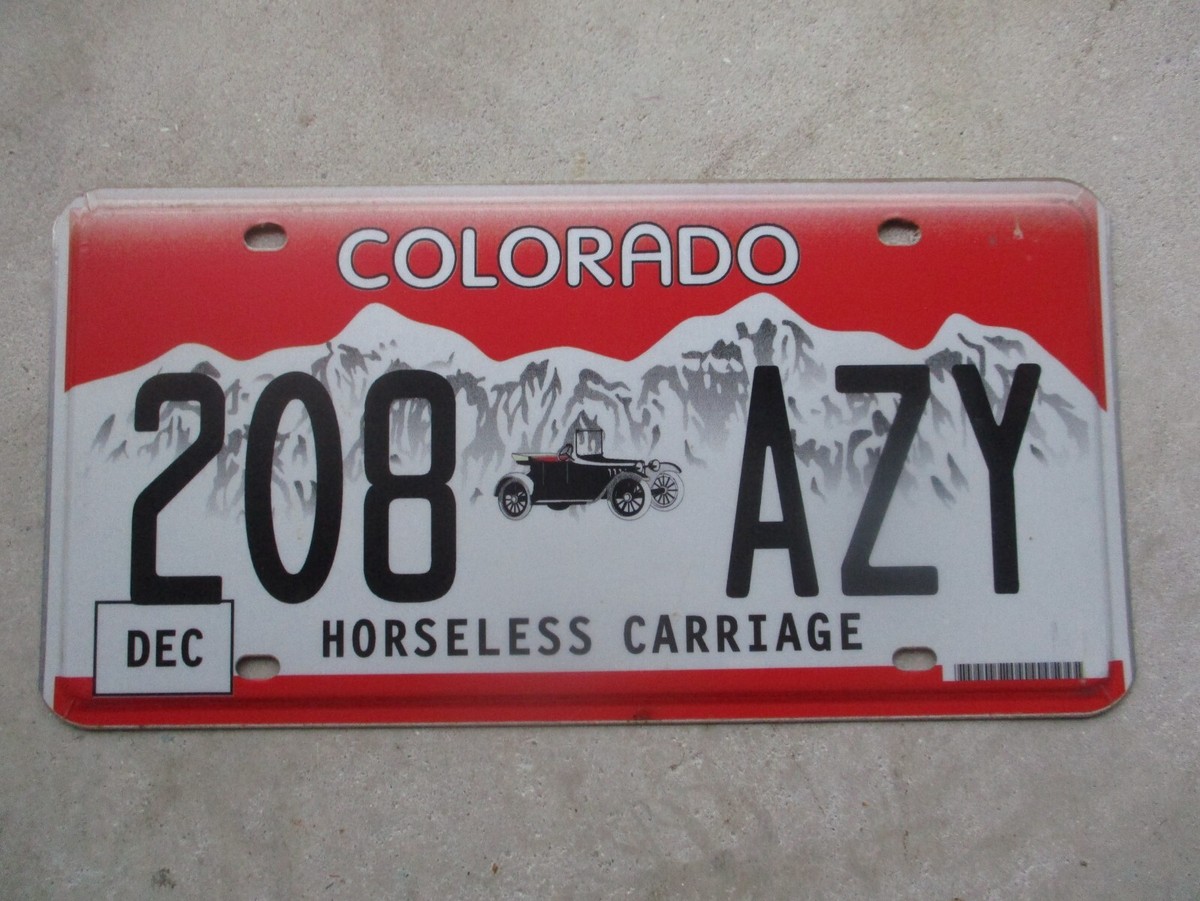 COLORADO
208 AZY
DEC
HORSELESS CARRIAGE